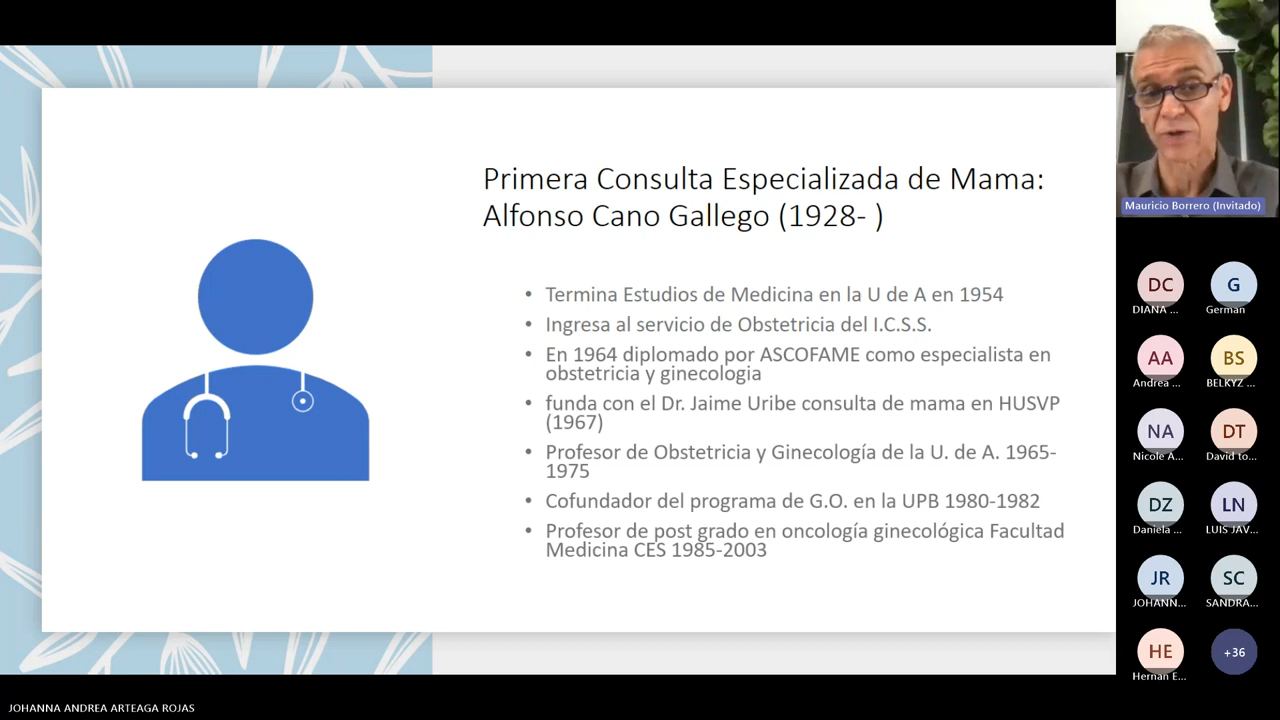 Primera Consulta Especializada de Mama:
Alfonso Cano Gallego (1928- )
• Termina Estudios de Medicina en la U de A en 1954
• Ingresa al servicio de Obstetricia del I.C.S.S.
• En 1964 diplomado por ASCOFAME como especialista en
obstetricia y ginecologia
• funda con el Dr. Jaime Uribe consulta de mama en HUSVP
(1967)
• Profesor de Obstetricia y Ginecología de la U. de A. 1965-
1975
• Cofundador del programa de G.O. en la UPB 1980-1982
• Profesor de post grado en oncología ginecológica Facultad
Medicina CES 1985-2003
Mauricio Borrero (Invitado)
DC
DIANA ...
G
German
AA
Andrea ...
BS
BELKYZ ...
NA
Nicole A...
DT
David to...
DZ
Daniela ...
LN
LUIS JAV...
JR
JOHANN...
SC
SANDRA...
HE
Hernan E...
+36
JOHANNA ANDREA ARTEAGA ROJAS